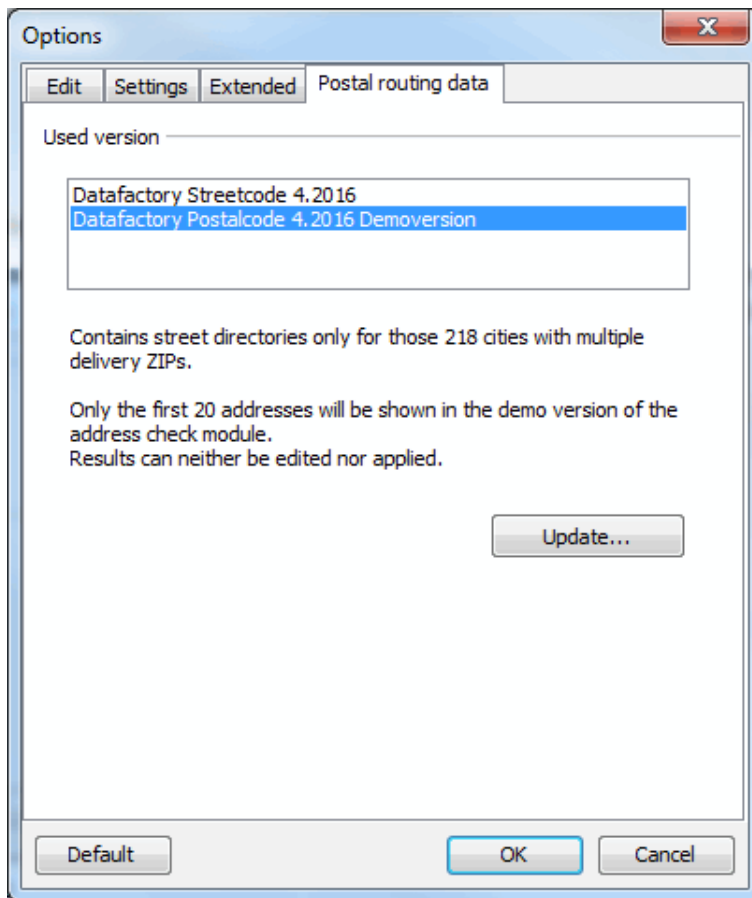 Options
X
Edit Settings Extended Postal routing data
Used version
Datafactory Streetcode 4.2016
Datafactory Postalcode 4.2016 Demoversion
Contains street directories only for those 218 cities with multiple
delivery ZIPs.
Only the first 20 addresses will be shown in the demo version of the
address check module.
Results can neither be edited nor applied.
Update...
Default OK Cancel